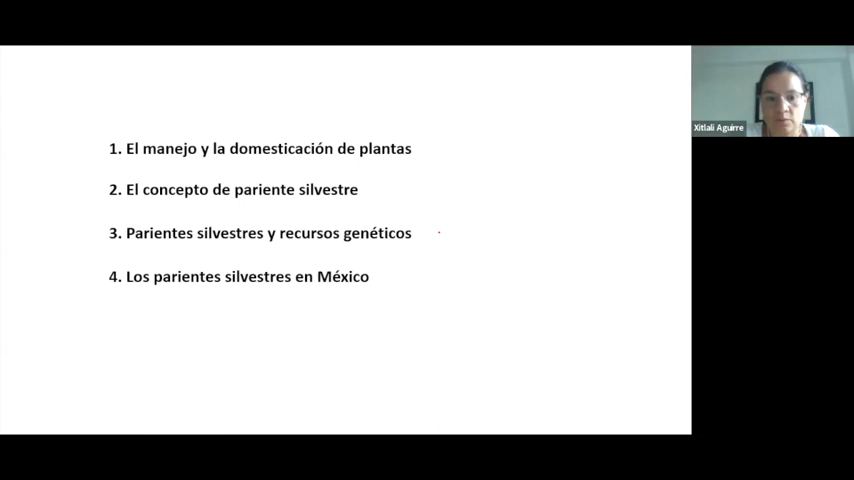 1. El manejo y la domesticación de plantas
2. El concepto de pariente silvestre
3. Parientes silvestres y recursos genéticos
4. Los parientes silvestres en México
Xitlali Aguirre